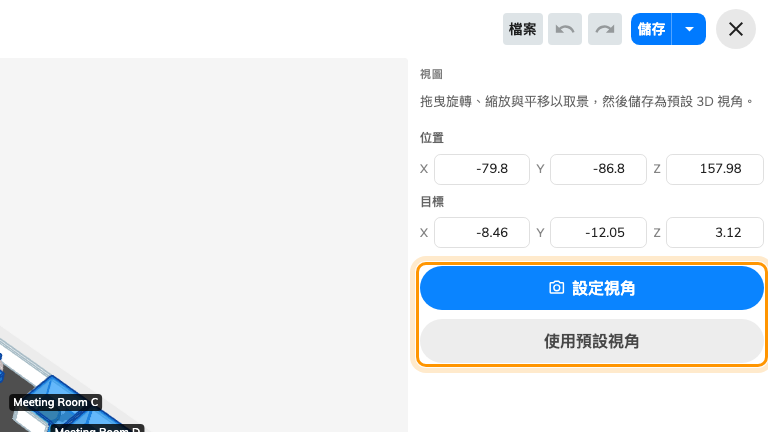 檔案
儲存
視圖
拖曳旋轉、縮放與平移以取景，然後儲存為預設 3D 視角。
位置
X -79.8 Y -86.8 Z 157.98
目標
X -8.46 Y -12.05 Z 3.12
設定視角
使用預設視角
Meeting Room C
Meeting Room D